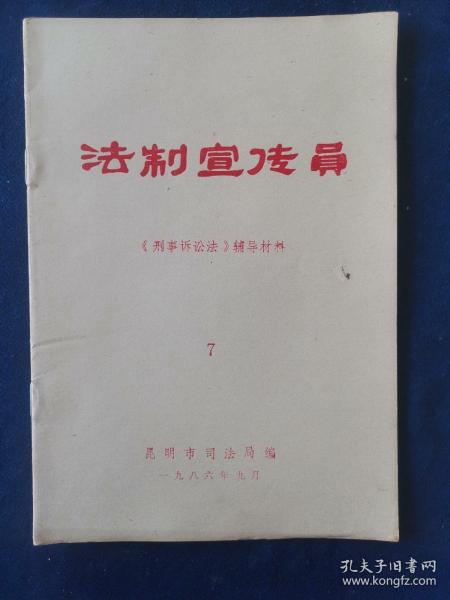 法制宣传員
《刑事诉讼法》辅导材料
7
昆明市司法局编
一九八六年九月
孔夫子旧书网
www.kongfz.com